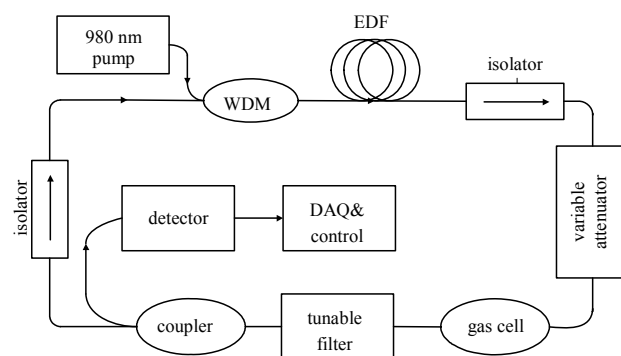 EDF
980 nm
pump
isolator
WDM
isolator
detector
DAQ&
control
variable
attenuator
coupler
tunable
filter
gas cell